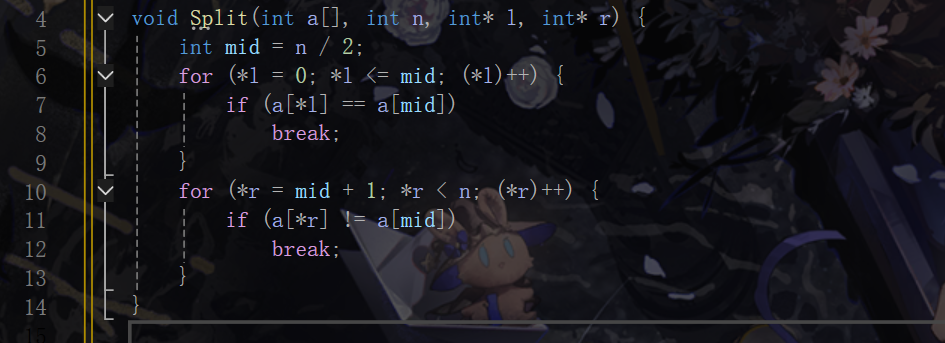 4 void Split(int a[], int n, int* l, int* r) {
5 int mid = n / 2;
6 for (*l = 0; *l <= mid; (*l)++) {
7 if (a[*l] == a[mid])
8 break;
9 }
10 for (*r = mid + 1; *r < n; (*r)++) {
11 if (a[*r] != a[mid])
12 break;
13 }
14 }
15